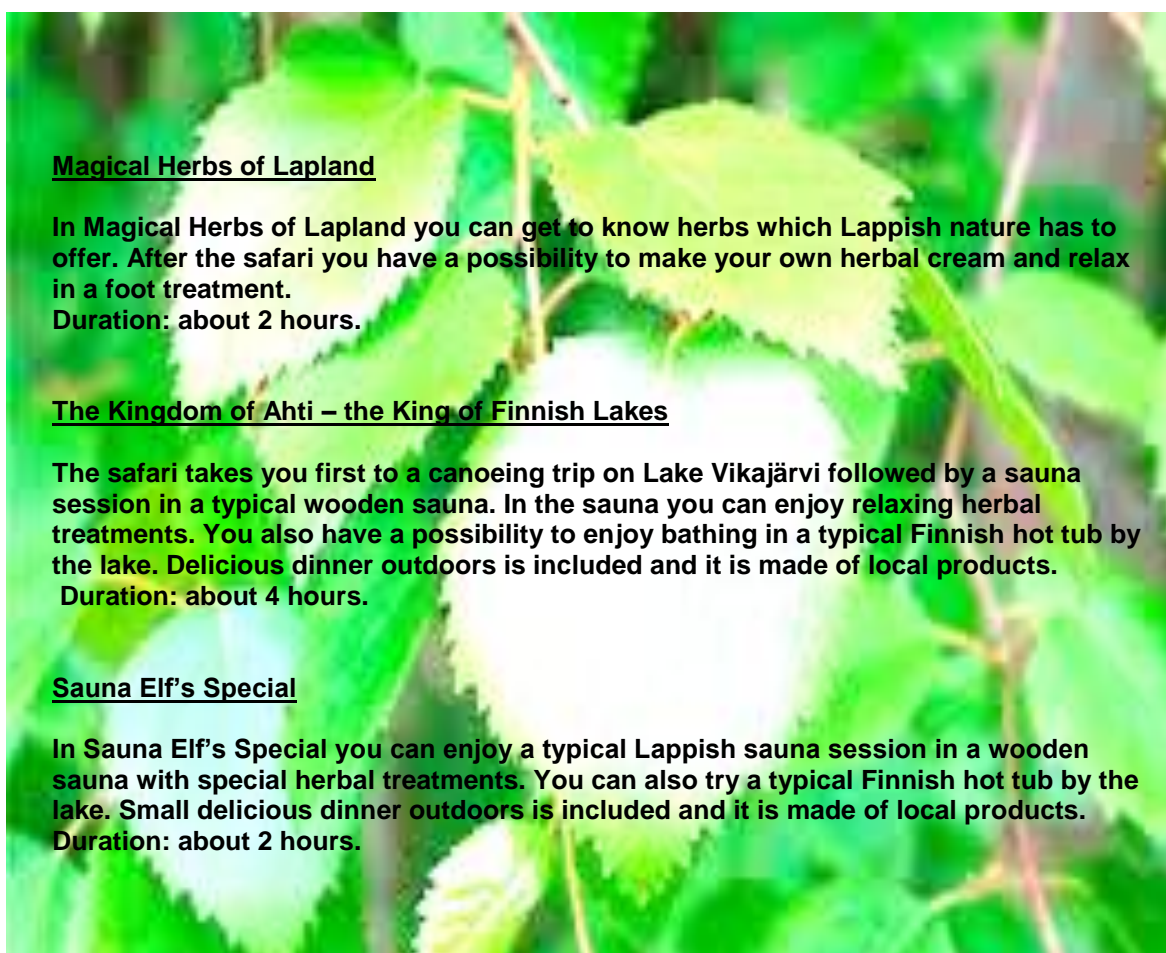 Magical Herbs of Lapland
In Magical Herbs of Lapland you can get to know herbs which Lappish nature has to
offer. After the safari you have a possibility to make your own herbal cream and relax
in a foot treatment.
Duration: about 2 hours.
The Kingdom of Ahti – the King of Finnish Lakes
The safari takes you first to a canoeing trip on Lake Vikajärvi followed by a sauna
session in a typical wooden sauna. In the sauna you can enjoy relaxing herbal
treatments. You also have a possibility to enjoy bathing in a typical Finnish hot tub by
the lake. Delicious dinner outdoors is included and it is made of local products.
Duration: about 4 hours.
Sauna Elf’s Special
In Sauna Elf’s Special you can enjoy a typical Lappish sauna session in a wooden
sauna with special herbal treatments. You can also try a typical Finnish hot tub by the
lake. Small delicious dinner outdoors is included and it is made of local products.
Duration: about 2 hours.